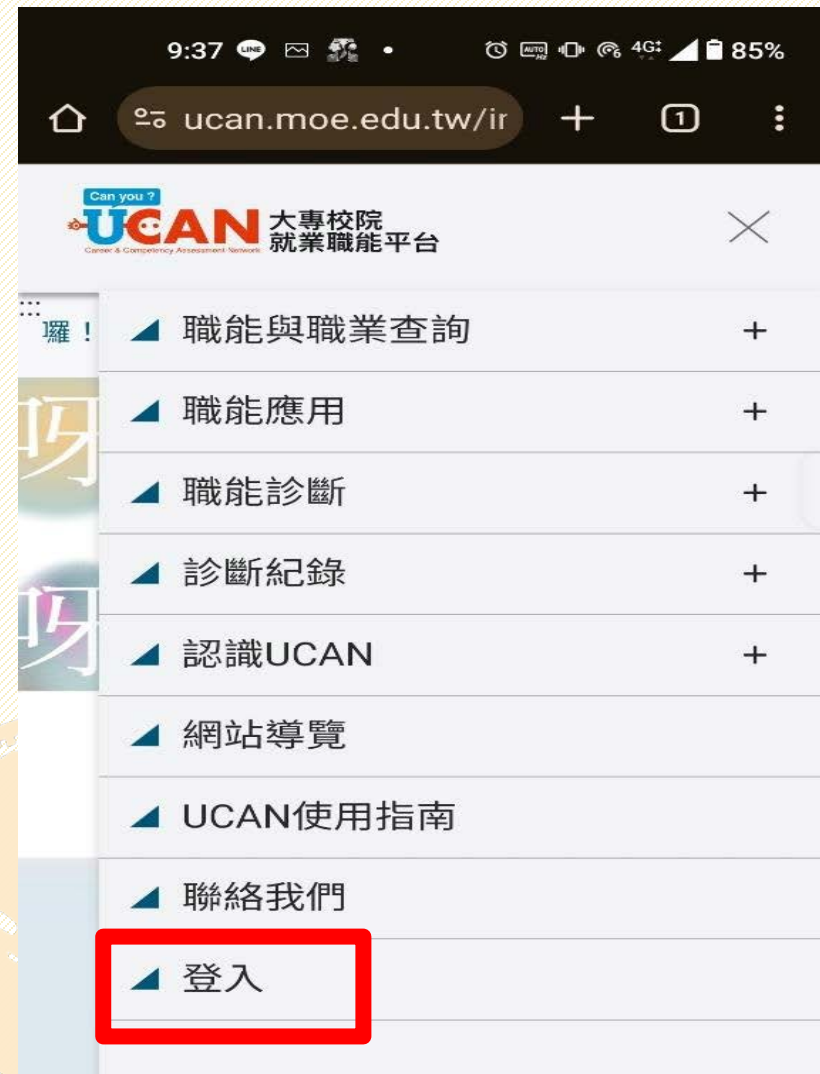 9:37
4G
85%
ucan.moe.edu.tw/ir
1
Can you ?
UCAN
大專校院
就業職能平台
Career & Competency Assessment Network
囉！
職能與職業查詢 +
呀
職能應用 +
職能診斷 +
診斷紀錄 +
呀
認識UCAN +
網站導覽
UCAN使用指南
聯絡我們
登入